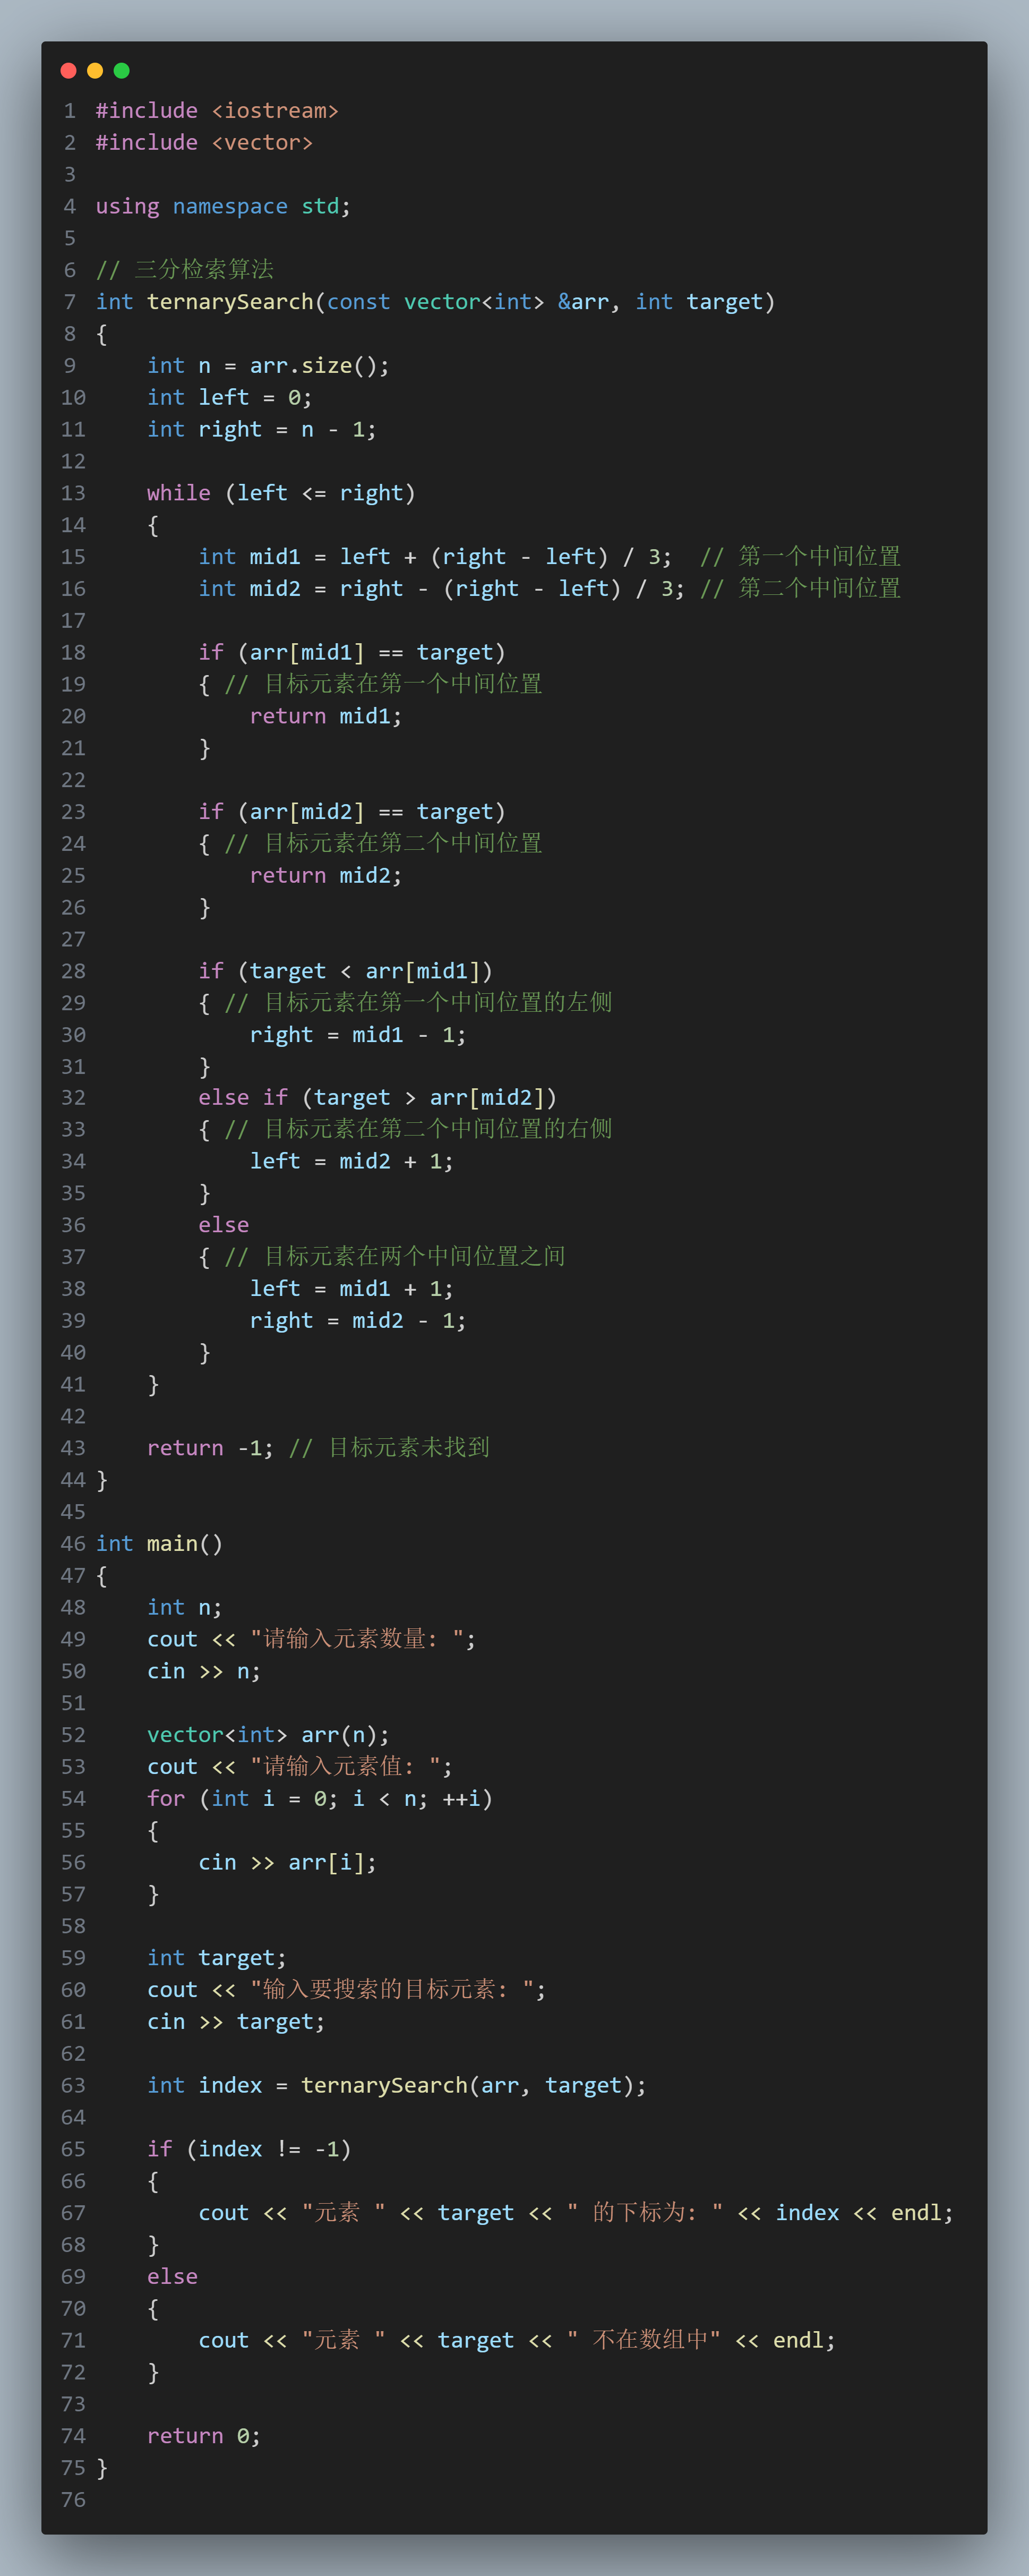 1 #include <iostream>
2 #include <vector>
3
4 using namespace std;
5
6 // 三分检索算法
7 int ternarySearch(const vector<int> &arr, int target)
8 {
9     int n = arr.size();
10     int left = 0;
11     int right = n - 1;
12
13     while (left <= right)
14     {
15         int mid1 = left + (right - left) / 3;  // 第一个中间位置
16         int mid2 = right - (right - left) / 3; // 第二个中间位置
17
18         if (arr[mid1] == target)
19         { // 目标元素在第一个中间位置
20             return mid1;
21         }
22
23         if (arr[mid2] == target)
24         { // 目标元素在第二个中间位置
25             return mid2;
26         }
27
28         if (target < arr[mid1])
29         { // 目标元素在第一个中间位置的左侧
30             right = mid1 - 1;
31         }
32         else if (target > arr[mid2])
33         { // 目标元素在第二个中间位置的右侧
34             left = mid2 + 1;
35         }
36         else
37         { // 目标元素在两个中间位置之间
38             left = mid1 + 1;
39             right = mid2 - 1;
40         }
41     }
42
43     return -1; // 目标元素未找到
44 }
45
46 int main()
47 {
48     int n;
49     cout << "请输入元素数量: ";
50     cin >> n;
51
52     vector<int> arr(n);
53     cout << "请输入元素值: ";
54     for (int i = 0; i < n; ++i)
55     {
56         cin >> arr[i];
57     }
58
59     int target;
60     cout << "输入要搜索的目标元素: ";
61     cin >> target;
62
63     int index = ternarySearch(arr, target);
64
65     if (index != -1)
66     {
67         cout << "元素 " << target << " 的下标为: " << index << endl;
68     }
69     else
70     {
71         cout << "元素 " << target << " 不在数组中" << endl;
72     }
73
74     return 0;
75 }
76